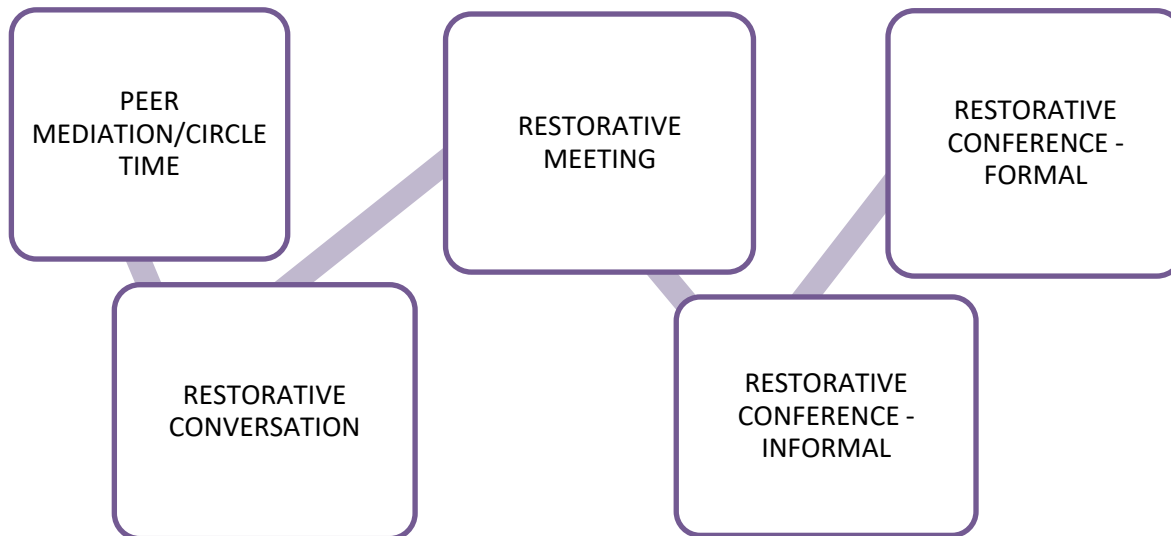 PEER
MEDIATION/CIRCLE
TIME
RESTORATIVE
CONVERSATION
RESTORATIVE
MEETING
RESTORATIVE
CONFERENCE -
INFORMAL
RESTORATIVE
CONFERENCE -
FORMAL